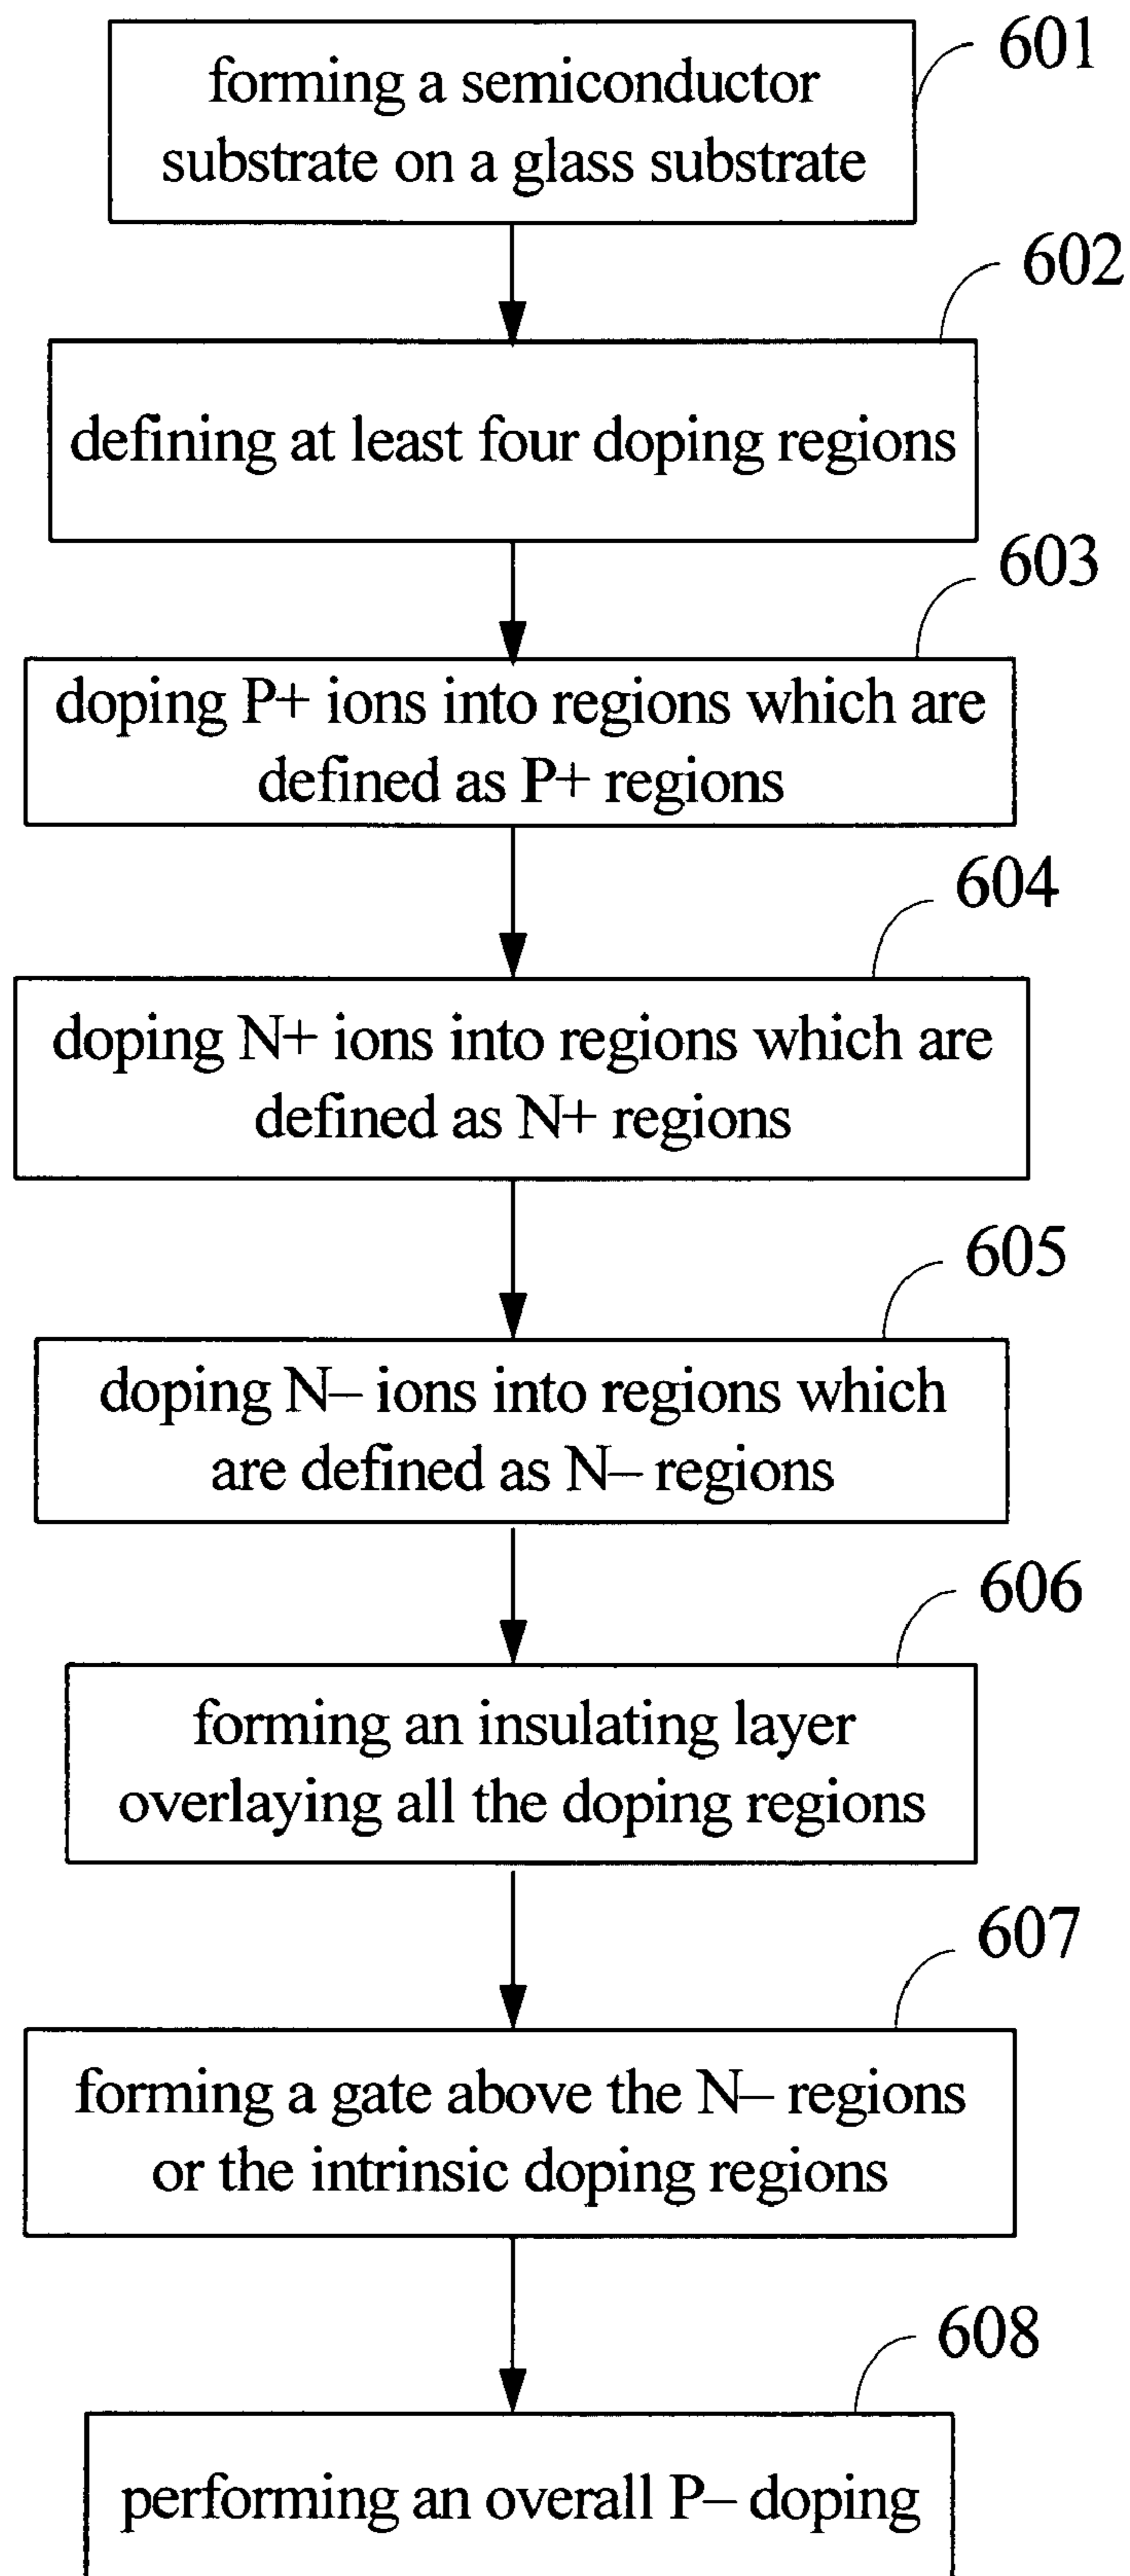 601
forming a semiconductor
substrate on a glass substrate
602
defining at least four doping regions
603
doping P+ ions into regions which are
defined as P+ regions
604
doping N+ ions into regions which are
defined as N+ regions
605
doping N– ions into regions which
are defined as N– regions
606
forming an insulating layer
overlaying all the doping regions
607
forming a gate above the N– regions
or the intrinsic doping regions
608
performing an overall P– doping